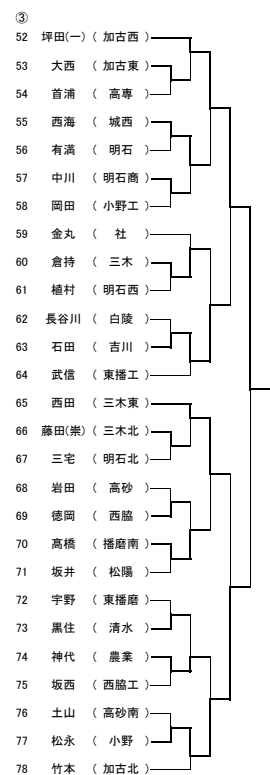 ③
52 坪田(一) ( 加古西 )
53 大西 ( 加古東 )
54 首浦 ( 高専 )
55 西海 ( 城西 )
56 有満 ( 明石 )
57 中川 ( 明石商 )
58 岡田 ( 小野工 )
59 金丸 ( 社 )
60 倉持 ( 三木 )
61 植村 ( 明石西 )
62 長谷川 ( 白陵 )
63 石田 ( 吉川 )
64 武信 ( 東播工 )
65 西田 ( 三木東 )
66 藤田(崇) ( 三木北 )
67 三宅 ( 明石北 )
68 岩田 ( 高砂 )
69 徳岡 ( 西脇 )
70 髙橋 ( 播磨南 )
71 坂井 ( 松陽 )
72 宇野 ( 東播磨 )
73 黒住 ( 清水 )
74 神代 ( 農業 )
75 坂西 ( 西脇工 )
76 土山 ( 高砂南 )
77 松永 ( 小野 )
78 竹本 ( 加古北 )